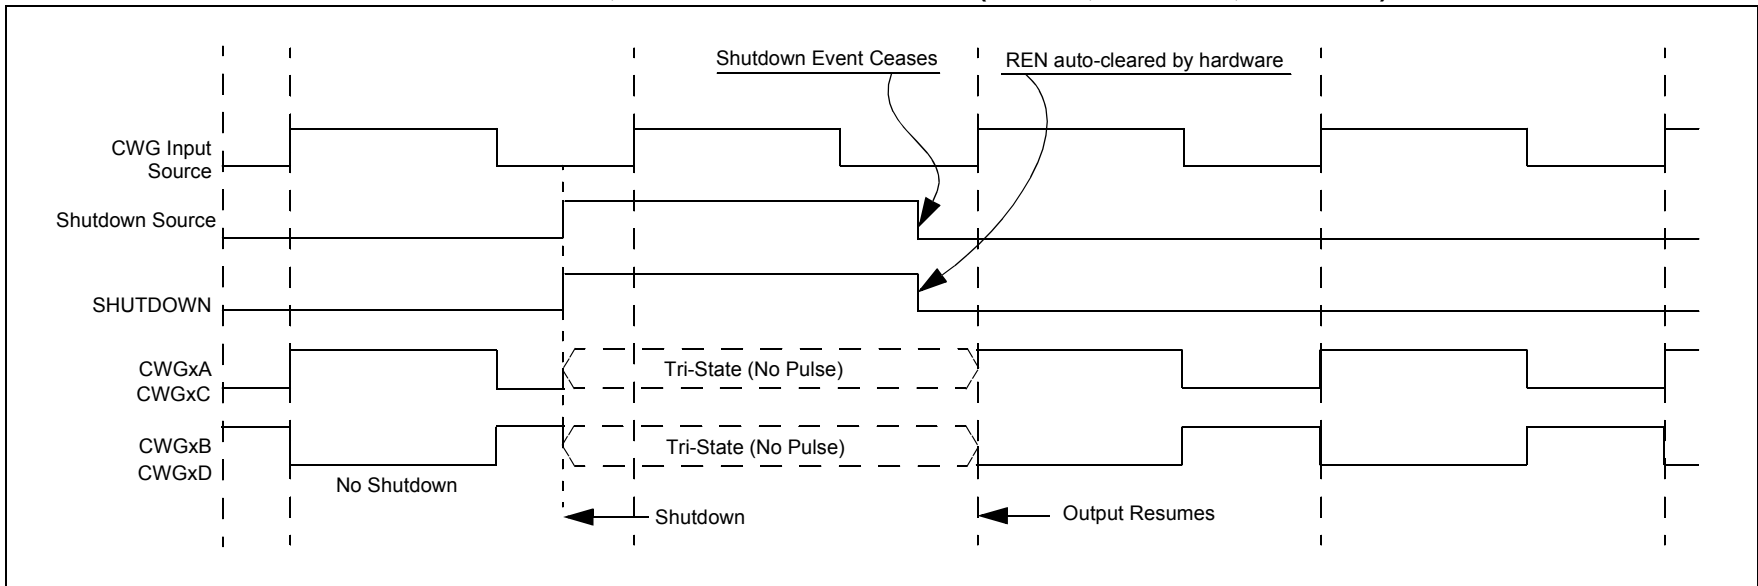 Shutdown Event Ceases
REN auto-cleared by hardware
CWG Input
Source
Shutdown Source
SHUTDOWN
CWGxA
CWGxC
Tri-State (No Pulse)
CWGxB
CWGxD
Tri-State (No Pulse)
No Shutdown
Shutdown
Output Resumes